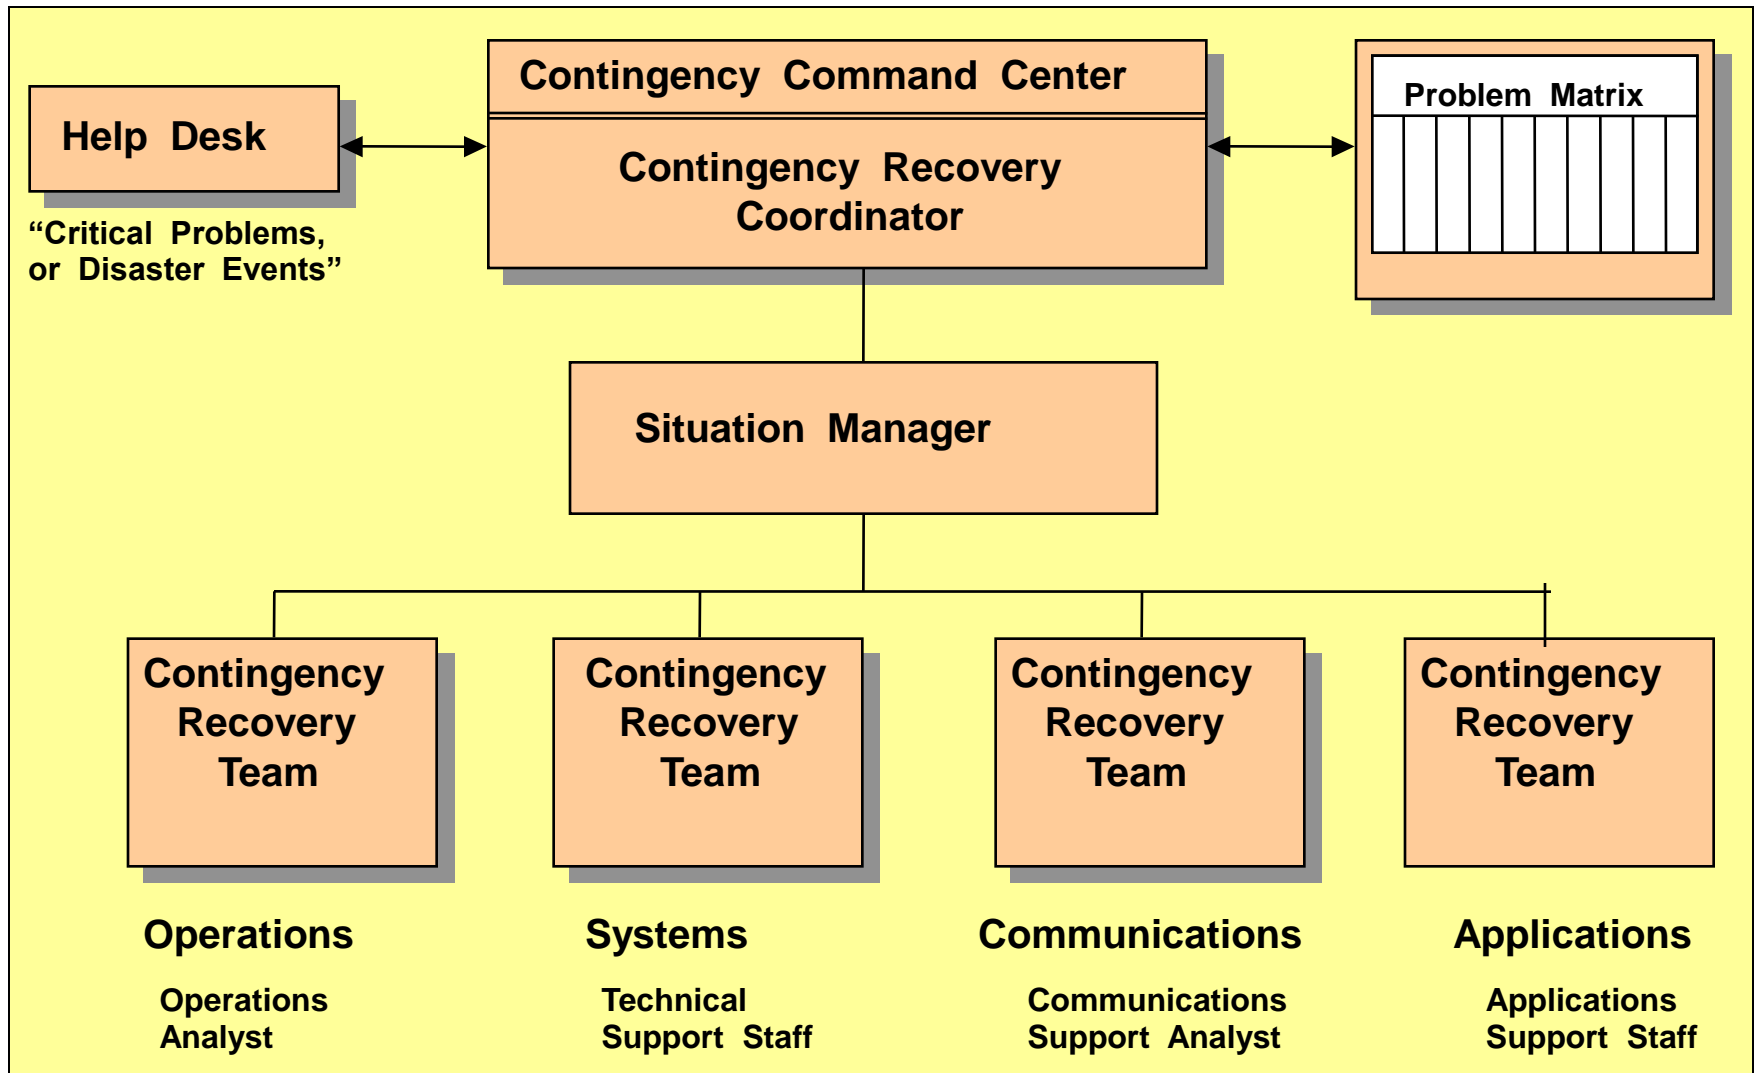 Contingency Command Center
Problem Matrix
Help Desk
Contingency Recovery
Coordinator
“Critical Problems,
or Disaster Events”
Situation Manager
Contingency
Recovery
Team
Contingency
Recovery
Team
Contingency
Recovery
Team
Contingency
Recovery
Team
Operations
Systems
Communications
Applications
Operations
Analyst
Technical
Support Staff
Communications
Support Analyst
Applications
Support Staff